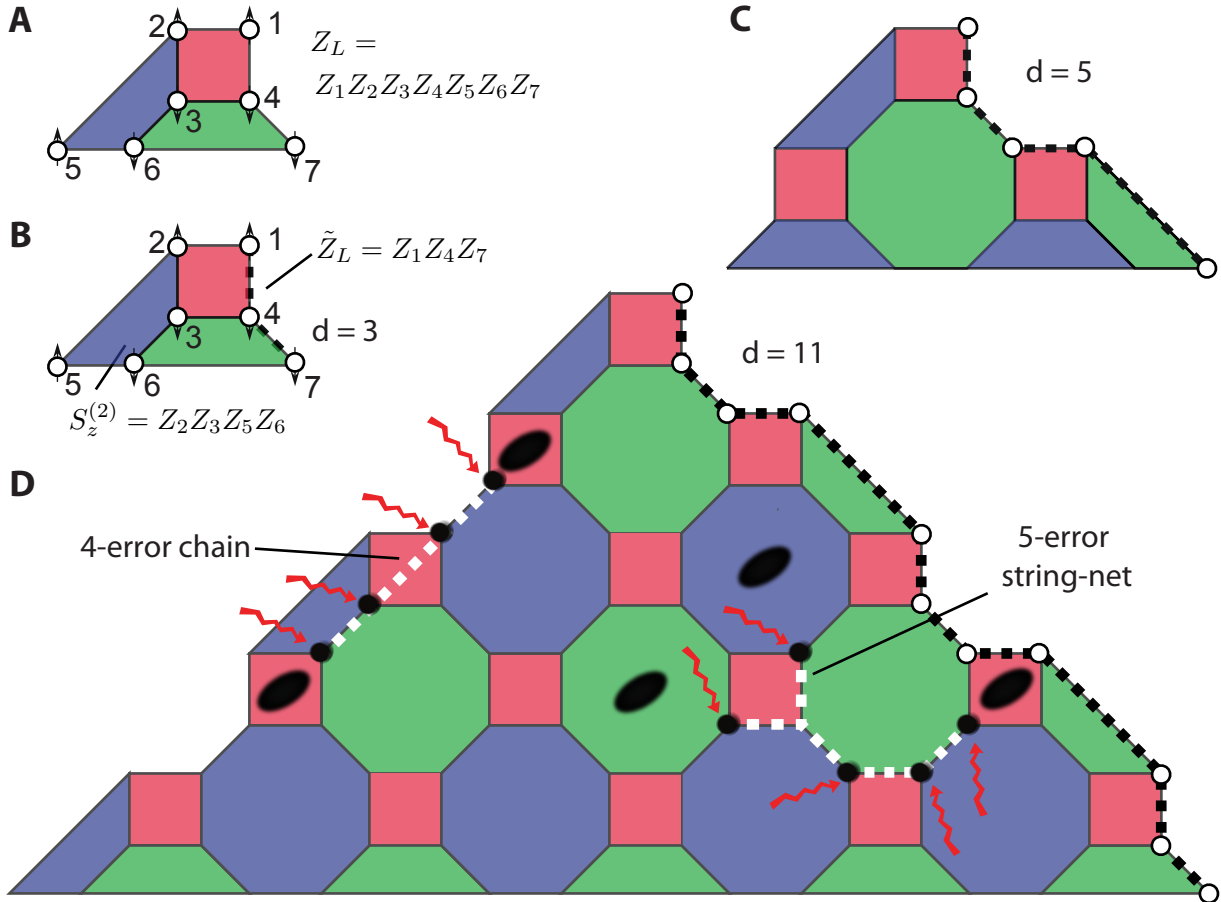 A
2
1
3
4
5
6
7
Z_L =
Z_1Z_2Z_3Z_4Z_5Z_6Z_7
B
2
1
3
4
5
6
7
\tilde{Z}_L = Z_1Z_4Z_7
d = 3
S_z^{(2)} = Z_2Z_3Z_5Z_6
C
d = 5
D
d = 11
4-error chain
5-error
string-net